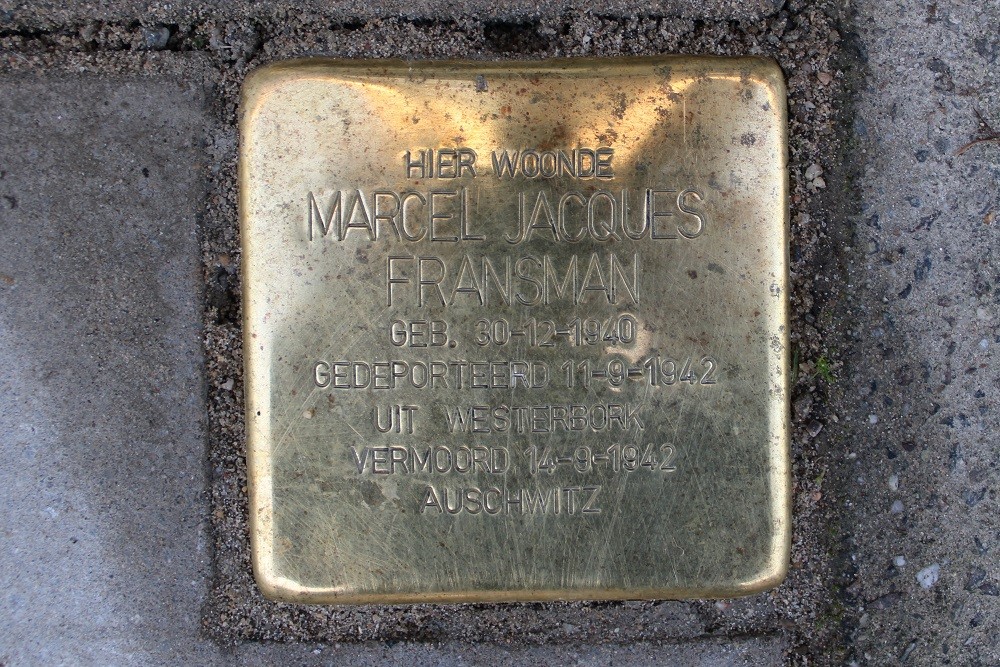 HIER WOONDE
MARCEL JACQUES
FRANSMAN
GEB. 30-12-1940
GEDEPORTEERD 11-9-1942
UIT WESTERBORK
VERMOORD 14-9-1942
AUSCHWITZ